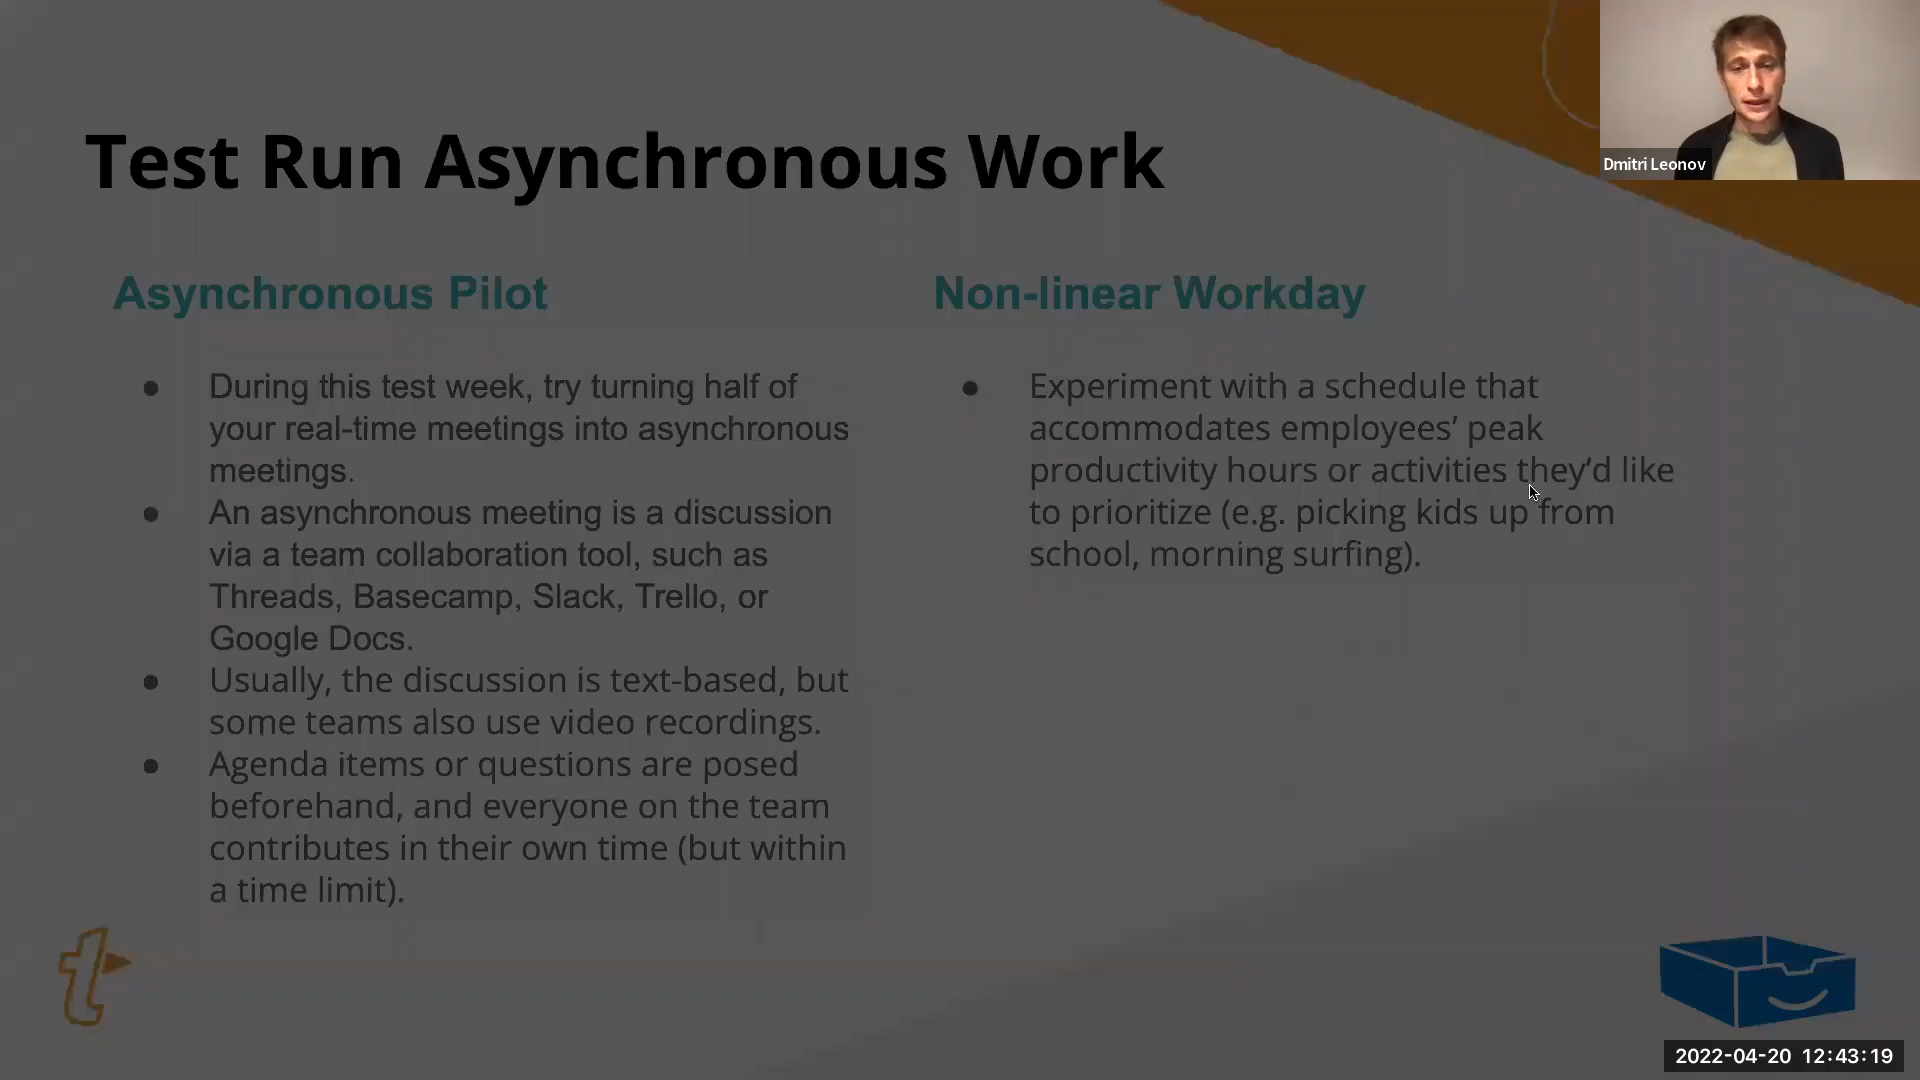 Test Run Asynchronous Work
Dmitri Leonov
Asynchronous Pilot
● During this test week, try turning half of
your real-time meetings into asynchronous
meetings.
● An asynchronous meeting is a discussion
via a team collaboration tool, such as
Threads, Basecamp, Slack, Trello, or
Google Docs.
● Usually, the discussion is text-based, but
some teams also use video recordings.
● Agenda items or questions are posed
beforehand, and everyone on the team
contributes in their own time (but within
a time limit).
Non-linear Workday
● Experiment with a schedule that
accommodates employees’ peak
productivity hours or activities they’d like
to prioritize (e.g. picking kids up from
school, morning surfing).
t
2022-04-20 12:43:19